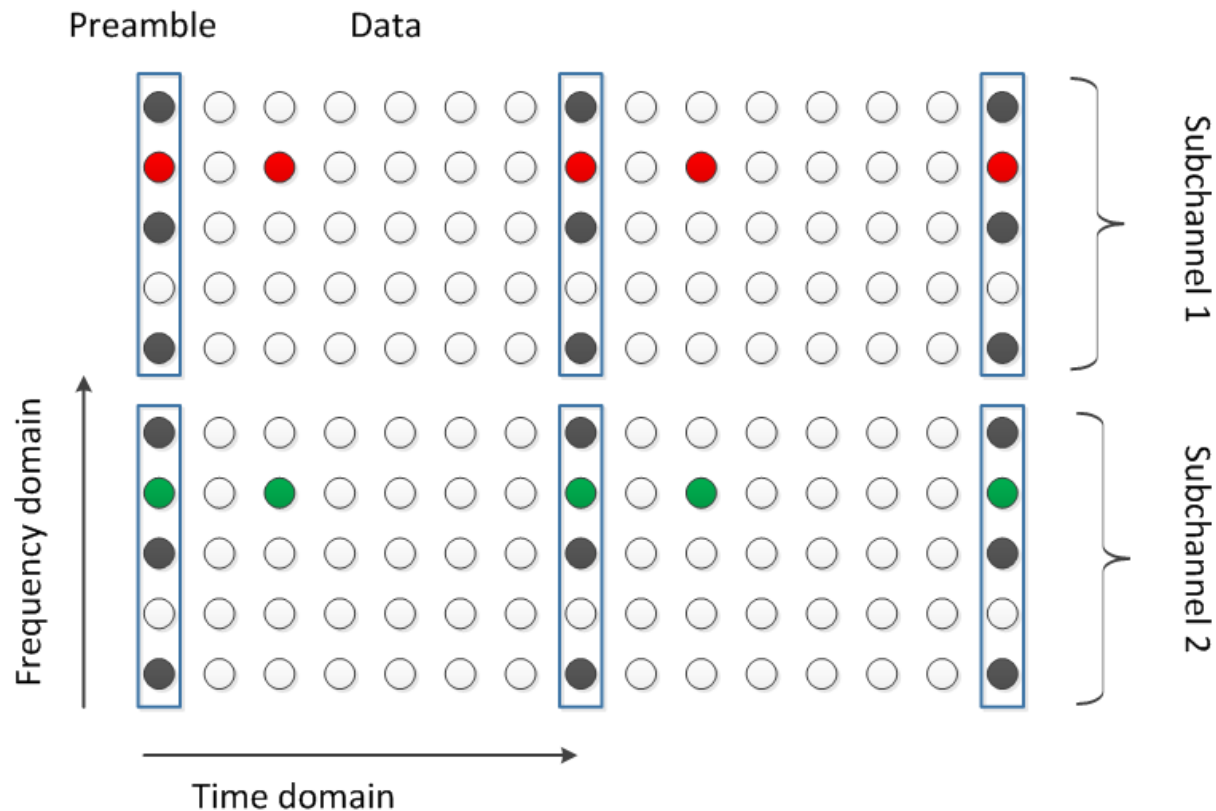 Preamble
Data
Subchannel 1
Frequency domain
Subchannel 2
Time domain